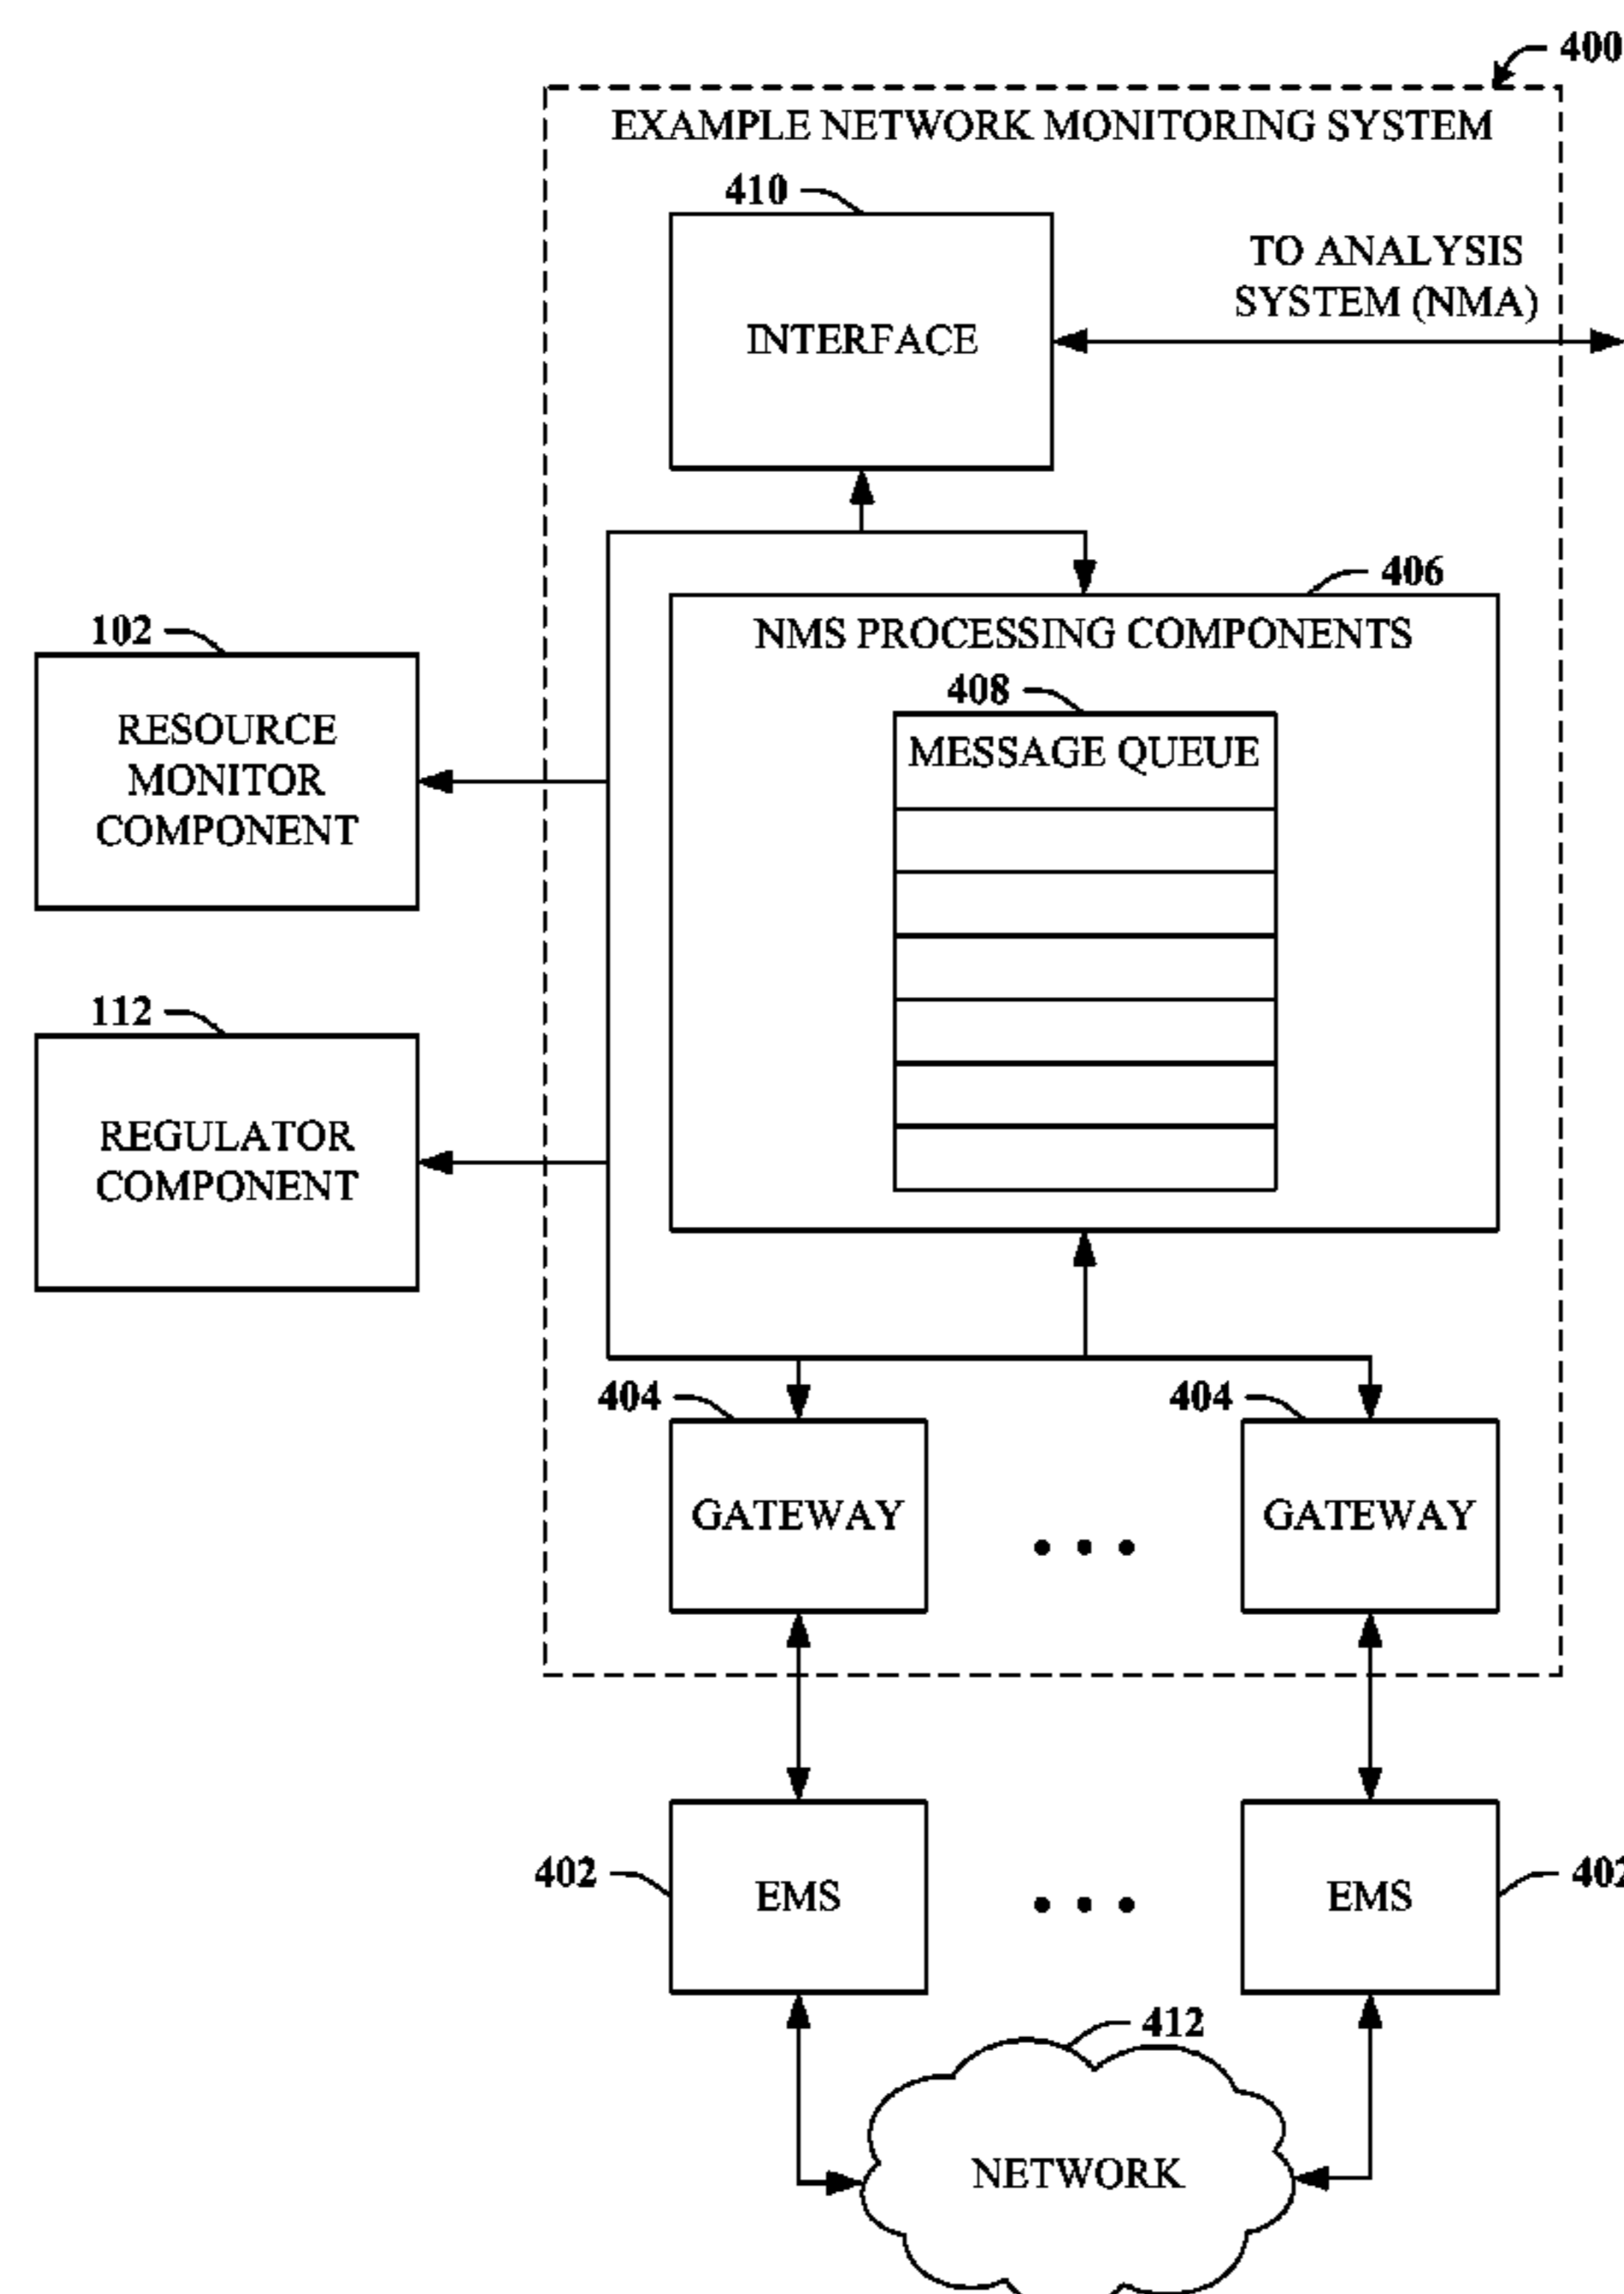 400
EXAMPLE NETWORK MONITORING SYSTEM
410
INTERFACE
TO ANALYSIS
SYSTEM (NMA)
406
NMS PROCESSING COMPONENTS
408
MESSAGE QUEUE
102
RESOURCE
MONITOR
COMPONENT
112
REGULATOR
COMPONENT
404
GATEWAY
404
GATEWAY
402
EMS
402
EMS
412
NETWORK